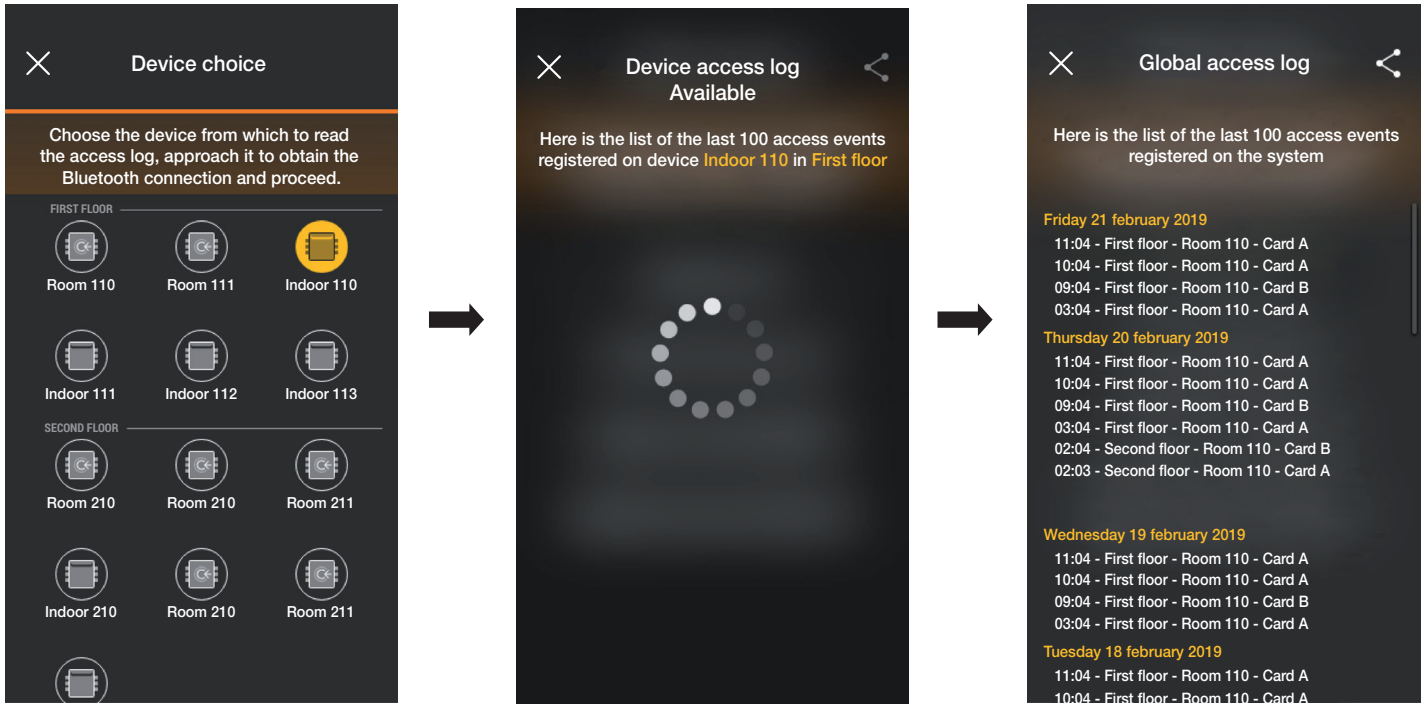 Device choice
Choose the device from which to read
the access log, approach it to obtain the
Bluetooth connection and proceed.
FIRST FLOOR
Room 110
Room 111
Indoor 110
Indoor 111
Indoor 112
Indoor 113
SECOND FLOOR
Room 210
Room 210
Room 211
Indoor 210
Room 210
Room 211
Device access log
Available
Here is the list of the last 100 access events
registered on device Indoor 110 in First floor
Global access log
Here is the list of the last 100 access events
registered on the system
Friday 21 february 2019
11:04 - First floor - Room 110 - Card A
10:04 - First floor - Room 110 - Card A
09:04 - First floor - Room 110 - Card B
03:04 - First floor - Room 110 - Card A
Thursday 20 february 2019
11:04 - First floor - Room 110 - Card A
10:04 - First floor - Room 110 - Card A
09:04 - First floor - Room 110 - Card B
03:04 - First floor - Room 110 - Card A
02:04 - Second floor - Room 110 - Card B
02:03 - Second floor - Room 110 - Card A
Wednesday 19 february 2019
11:04 - First floor - Room 110 - Card A
10:04 - First floor - Room 110 - Card A
09:04 - First floor - Room 110 - Card B
03:04 - First floor - Room 110 - Card A
Tuesday 18 february 2019
11:04 - First floor - Room 110 - Card A
10:04 - First floor - Room 110 - Card A